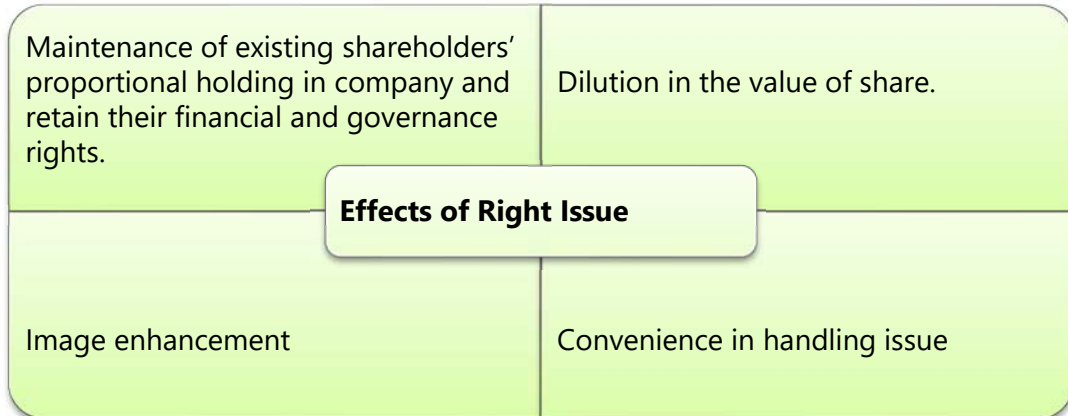 Maintenance of existing shareholders’
proportional holding in company and
retain their financial and governance
rights.
Dilution in the value of share.
Effects of Right Issue
Image enhancement
Convenience in handling issue